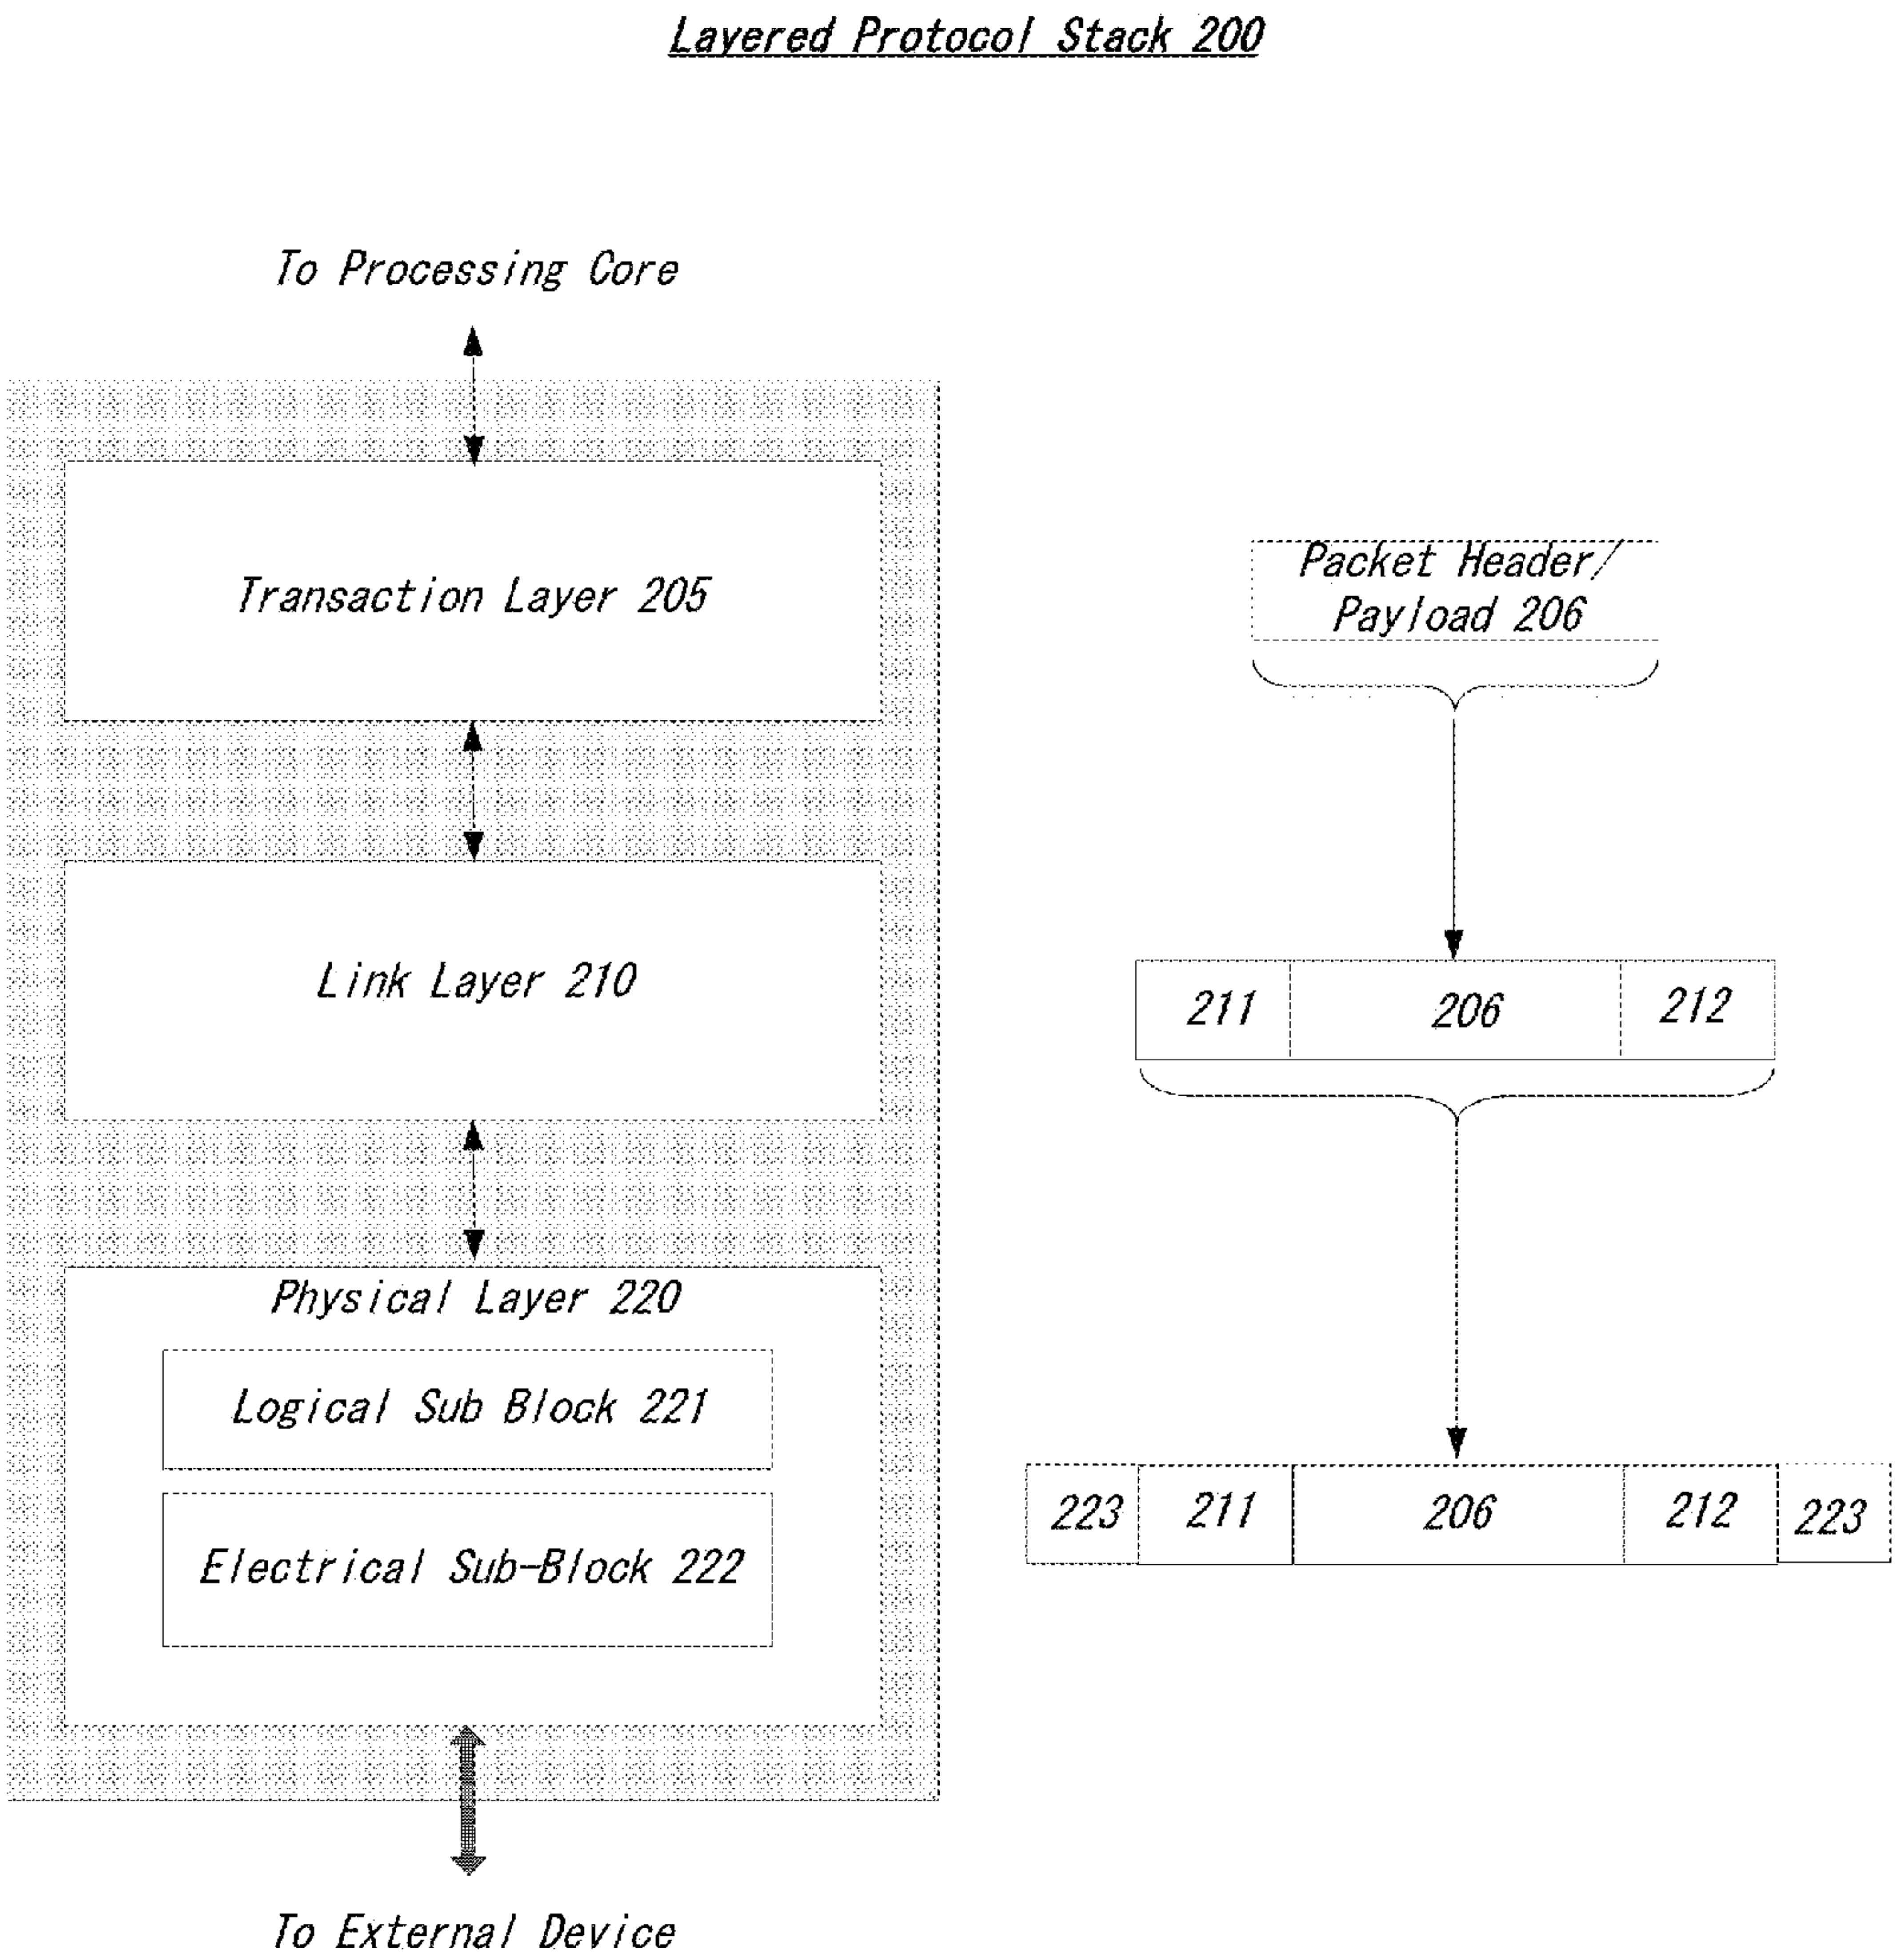 Layered Protocol Stack 200
To Processing Core
Transaction Layer 205
Packet Header/
Payload 206
Link Layer 210
211 206 212
Physical Layer 220
Logical Sub Block 221
Electrical Sub-Block 222
223 211 206 212 223
To External Device